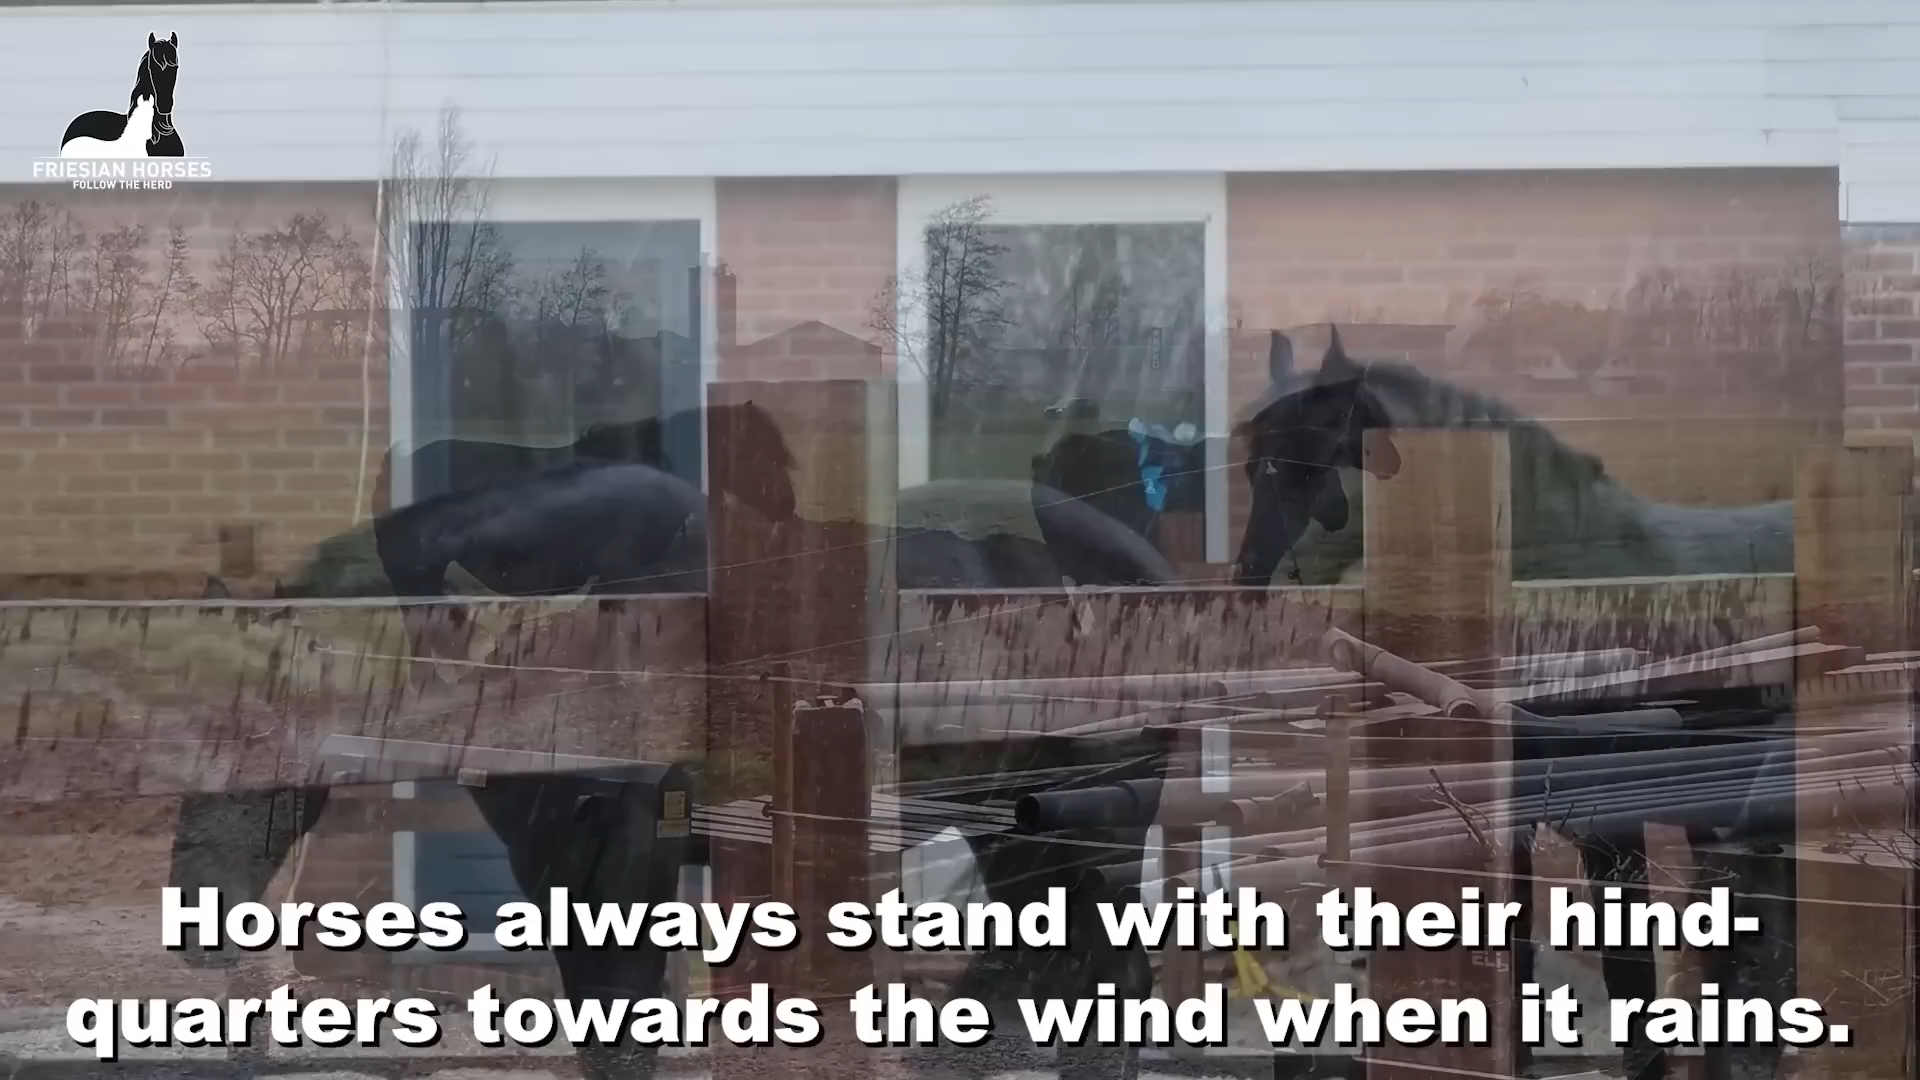 FRIESIAN HORSES
FOLLOW THE HERD
Horses always stand with their hind-
quarters towards the wind when it rains.